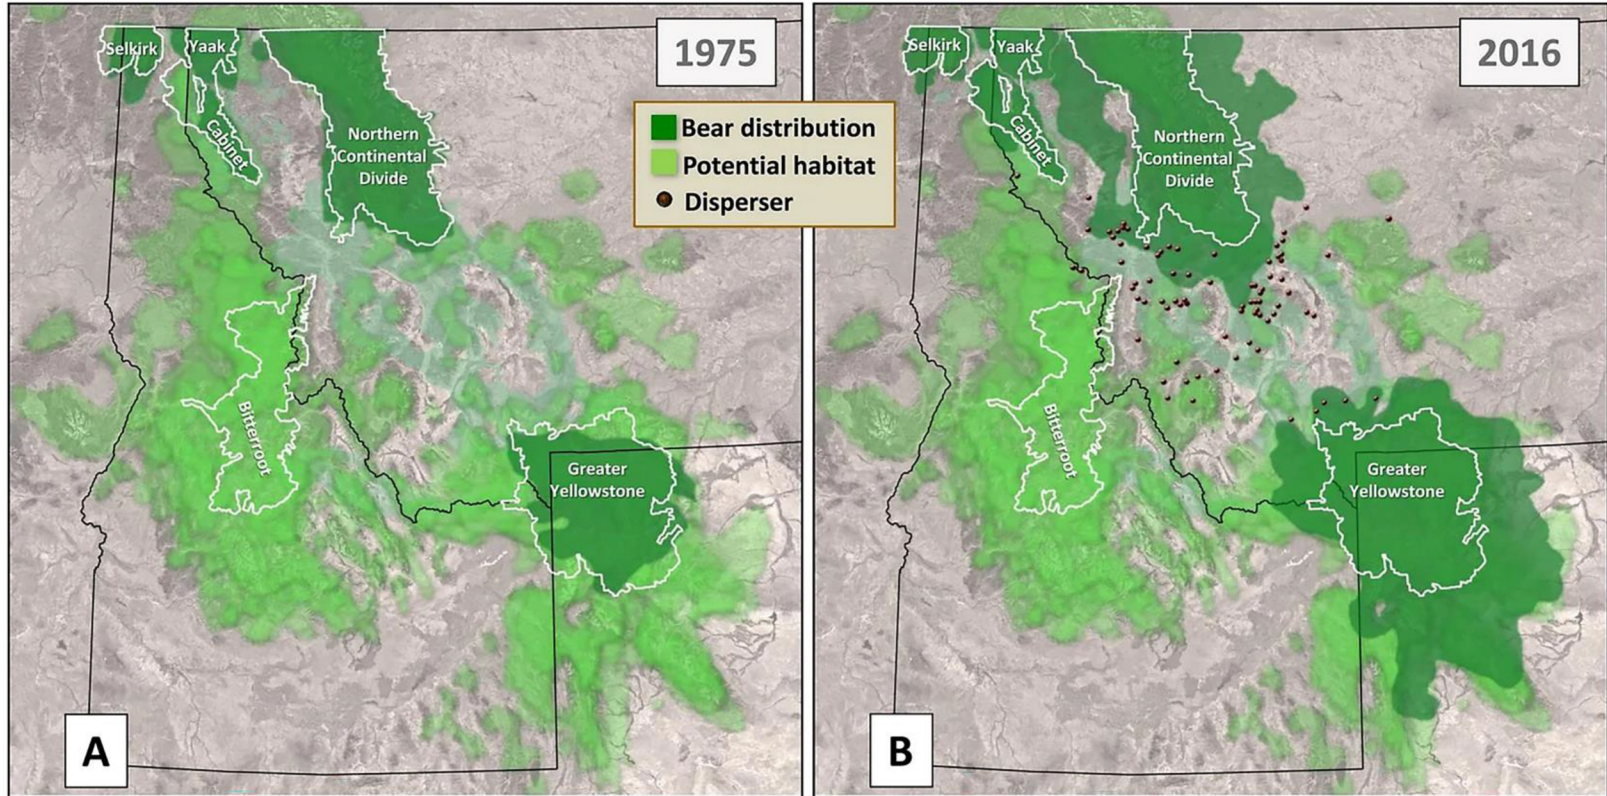 1975
Selkirk
Yaak
Cabinet
Northern
Continental
Divide
Bitterroot
Greater
Yellowstone
A
Bear distribution
Potential habitat
Disperser
2016
Selkirk
Yaak
Cabinet
Northern
Continental
Divide
Bitterroot
Greater
Yellowstone
B